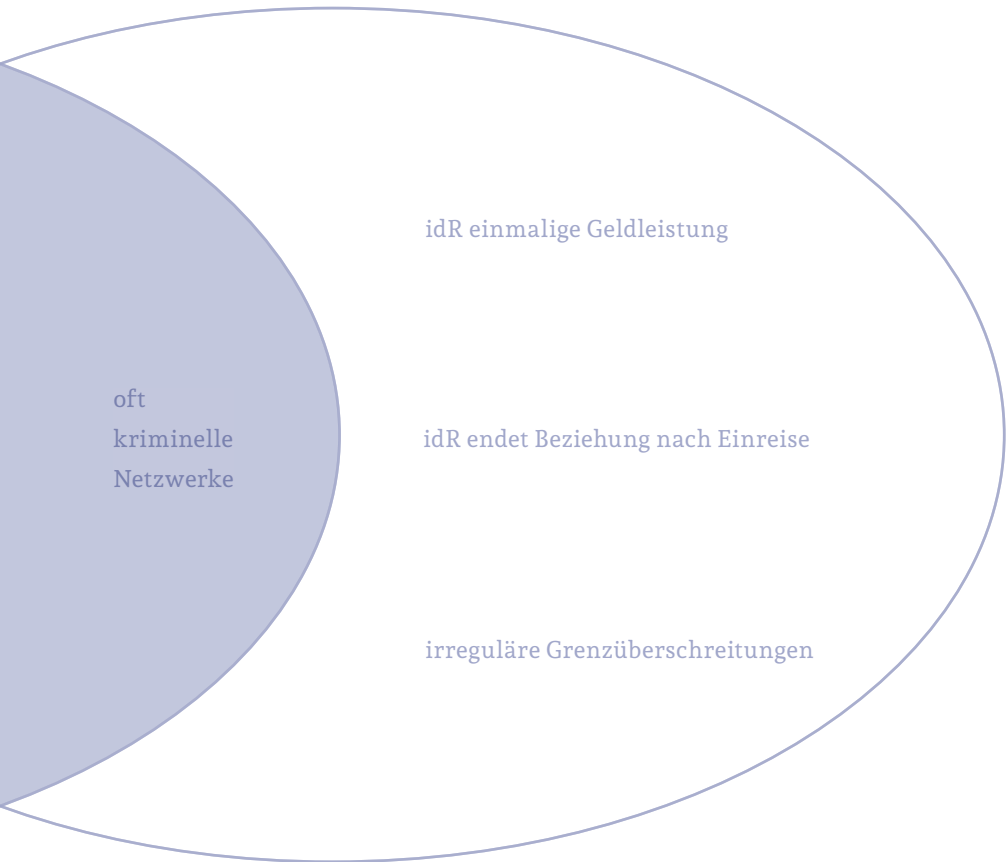 idR einmalige Geldleistung
oft
kriminelle
Netzwerke
idR endet Beziehung nach Einreise
irreguläre Grenzüberschreitungen